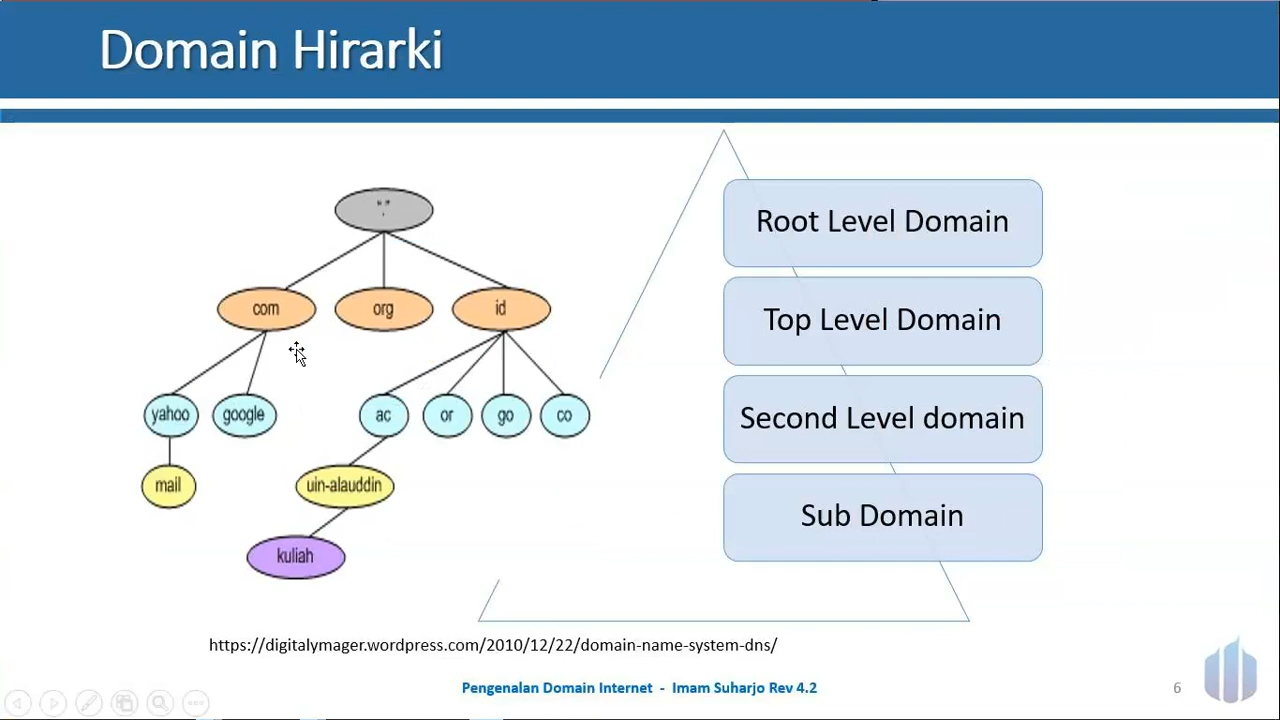 Domain Hirarki
" "
.
com
org
id
yahoo
google
ac
or
go
co
mail
uin-alauddin
kuliah
Root Level Domain
Top Level Domain
Second Level domain
Sub Domain
https://digitalymager.wordpress.com/2010/12/22/domain-name-system-dns/
Pengenalan Domain Internet - Imam Suharjo Rev 4.2
6